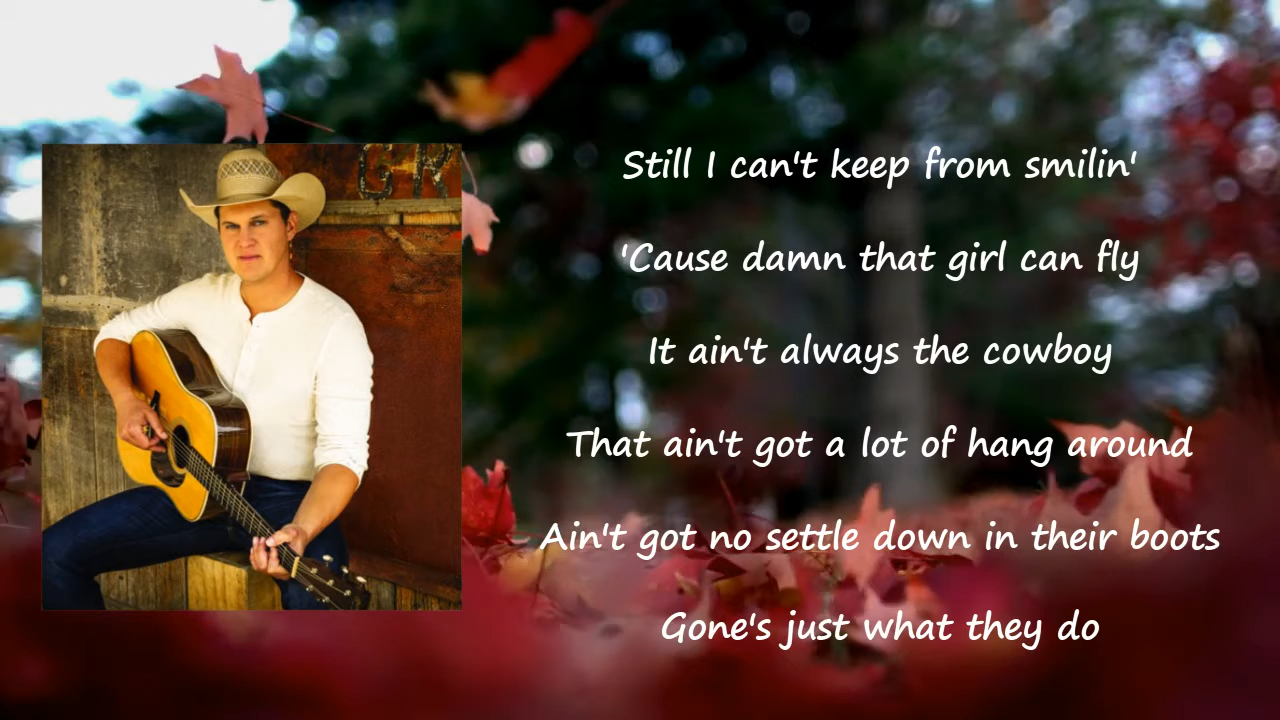 GR
Still I can't keep from smilin'
'Cause damn that girl can fly
It ain't always the cowboy
That ain't got a lot of hang around
Ain't got no settle down in their boots
Gone's just what they do